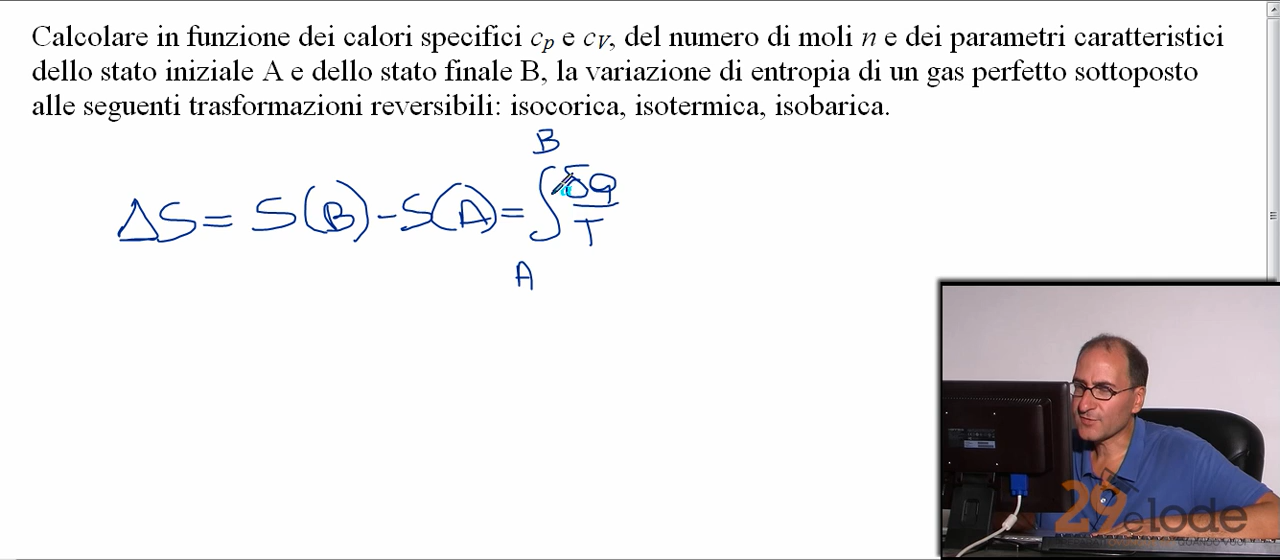 Calcolare in funzione dei calori specifici cp e cV, del numero di moli n e dei parametri caratteristici
dello stato iniziale A e dello stato finale B, la variazione di entropia di un gas perfetto sottoposto
alle seguenti trasformazioni reversibili: isocorica, isotermica, isobarica.
B
ΔS = S(B) - S(A) = ∫ δQ/T
A
29elode